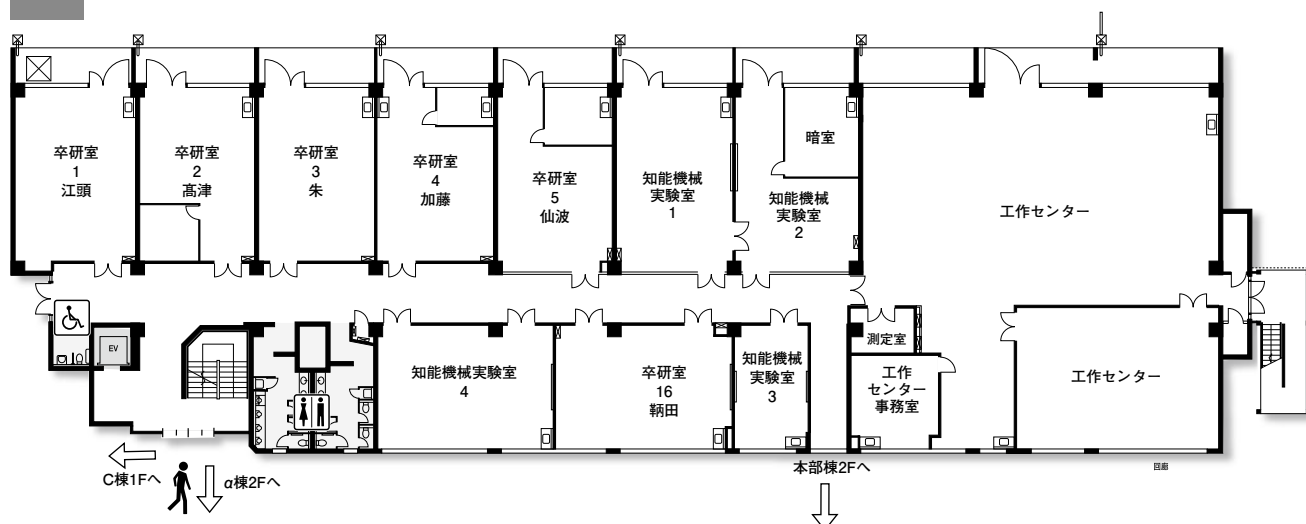 卒研室
1
江頭
卒研室
2
髙津
卒研室
3
朱
卒研室
4
加藤
卒研室
5
仙波
知能機械
実験室
1
暗室
知能機械
実験室
2
工作センター
EV
知能機械実験室
4
卒研室
16
鞆田
知能機械
実験室
3
測定室
工作
センター
事務室
工作センター
C棟1Fへ
α棟2Fへ
本部棟2Fへ
回廊